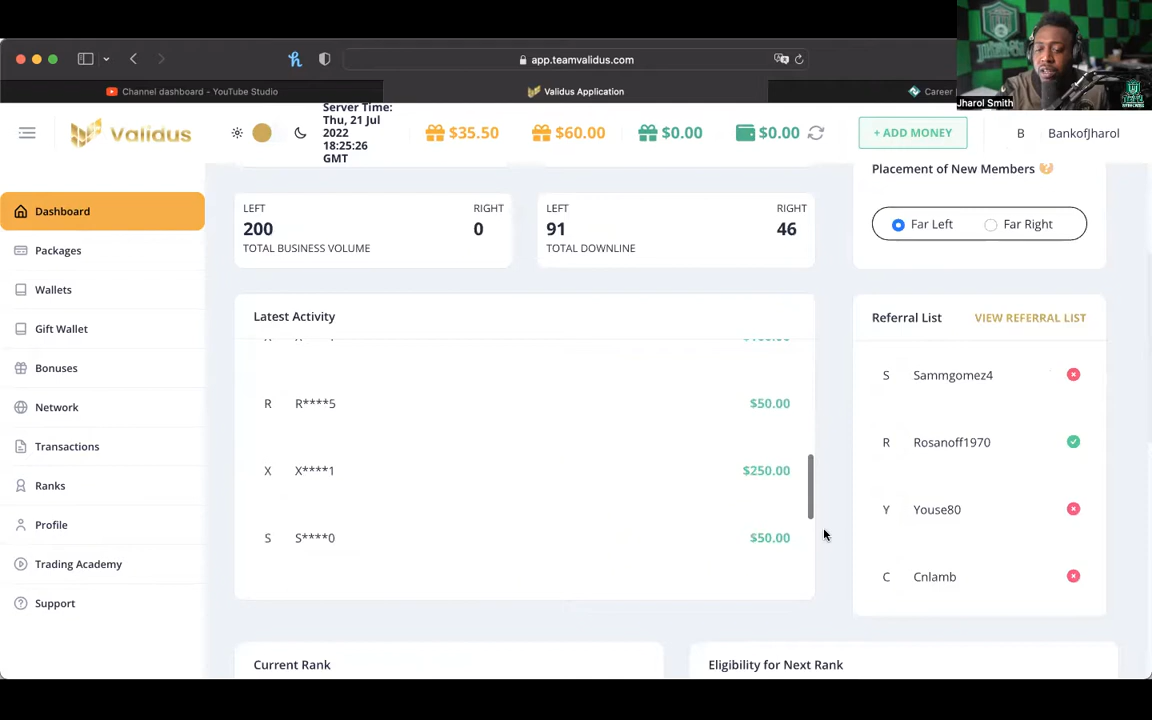 app.teamvalidus.com
Channel dashboard - YouTube Studio
Validus Application
Career
Jharol Smith
Validus
Server Time:
Thu, 21 Jul
2022
18:25:26
GMT
$35.50
$60.00
$0.00
$0.00
+ ADD MONEY
B BankofJharol
Dashboard
Packages
Wallets
Gift Wallet
Bonuses
Network
Transactions
Ranks
Profile
Trading Academy
Support
LEFT RIGHT
200 0
TOTAL BUSINESS VOLUME
LEFT RIGHT
91 46
TOTAL DOWNLINE
Placement of New Members ?
Far Left Far Right
Latest Activity
R R****5 $50.00
X X****1 $250.00
S S****0 $50.00
Referral List VIEW REFERRAL LIST
S Sammgomez4
R Rosanoff1970
Y Youse80
C Cnlamb
Current Rank
Eligibility for Next Rank